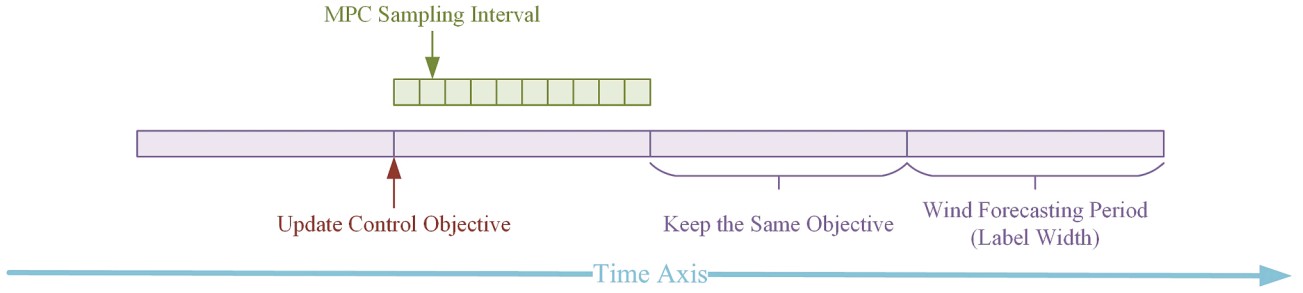 MPC Sampling Interval
Update Control Objective
Keep the Same Objective
Wind Forecasting Period
(Label Width)
Time Axis